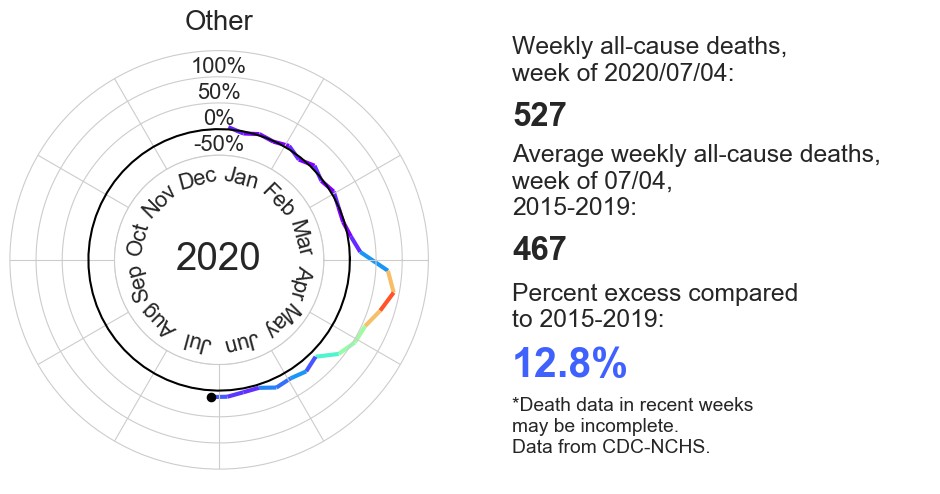 Other
100%
50%
0%
-50%
Jan
Feb
Mar
Apr
May
Jun
Jul
Aug
Sep
Oct
Nov
Dec
2020
Weekly all-cause deaths,
week of 2020/07/04:
527
Average weekly all-cause deaths,
week of 07/04,
2015-2019:
467
Percent excess compared
to 2015-2019:
12.8%
*Death data in recent weeks
may be incomplete.
Data from CDC-NCHS.